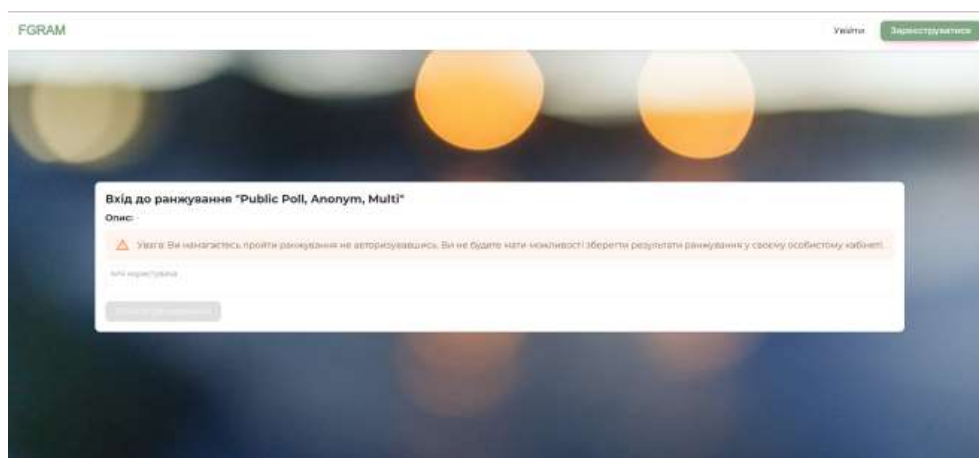 FGRAM
Увійти
Зареєструватися
Вхід до ранжування "Public Poll, Anonym, Multi"
Опис: -
Увага: Ви намагаєтесь пройти ранжування не авторизувавшись. Ви не будете мати можливості зберегти результати ранжування у своєму особистому кабінеті.
Ім'я користувача